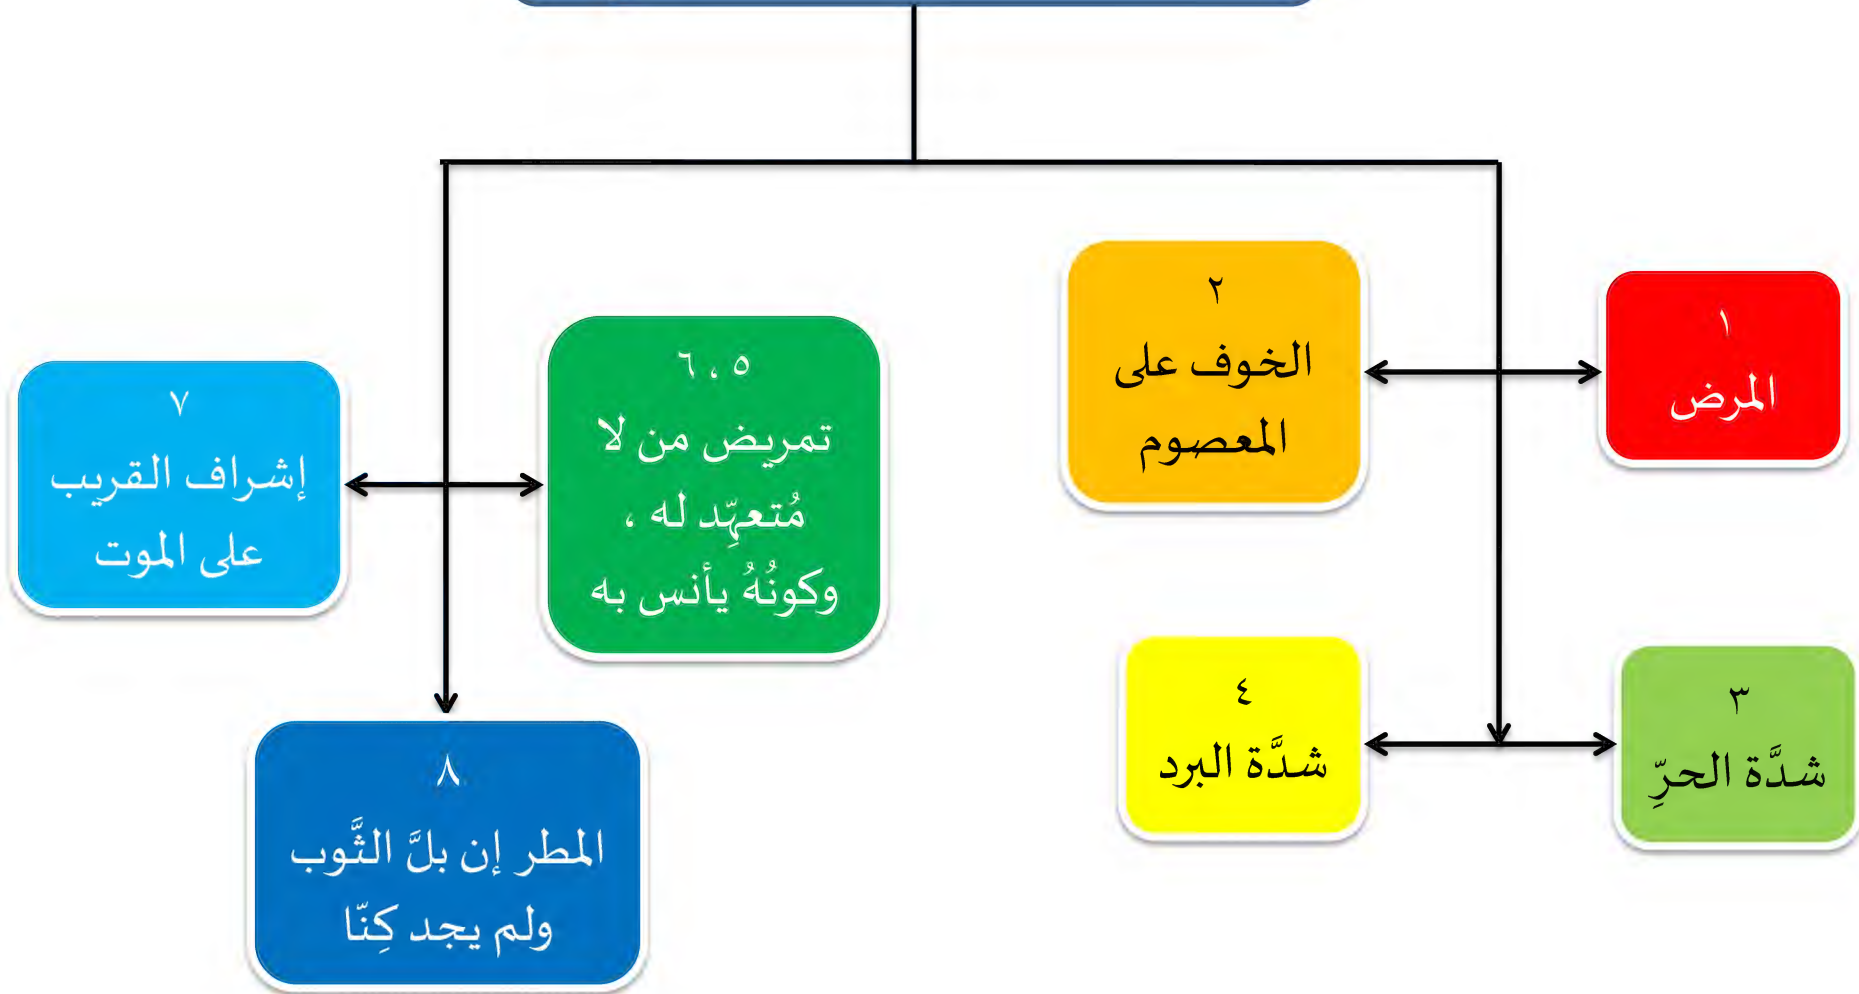 ١
المرض
٢
الخوف على
المعصوم
٣
شدَّة الحرِّ
٤
شدَّة البرد
٥ ، ٦
تمريض من لا
مُتعهِّد له ،
وكونُهُ يأنس به
٧
إشراف القريب
على الموت
٨
المطر إن بلَّ الثَّوب
ولم يجد كِنّا